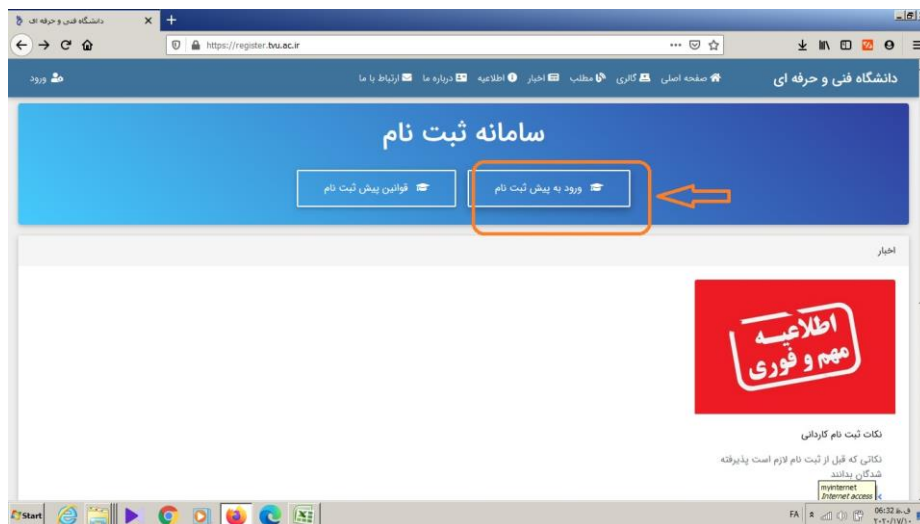 دانشگاه فنی و حرفه ای
https://register.tvu.ac.ir
دانشگاه فنی و حرفه ای
صفحه اصلی
گالری
مطلب
اخبار
اطلاعیه
درباره ما
ارتباط با ما
ورود
سامانه ثبت نام
ورود به پیش ثبت نام
قوانین پیش ثبت نام
اخبار
اطلاعیه
مهم و فوری
نکات ثبت نام کاردانی
نکاتی که قبل از ثبت نام لازم است پذیرفته
شدگان بدانند
myinternet
Internet access
Start
FA
06:32 ب.ظ